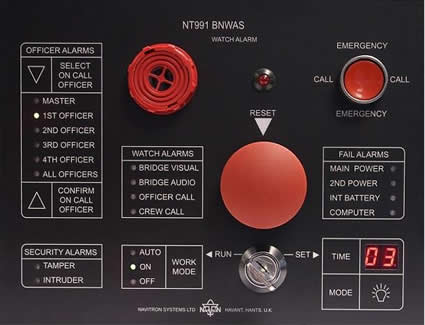 NT991 BNWAS
WATCH ALARM
OFFICER ALARMS
SELECT
ON CALL
OFFICER
MASTER
1ST OFFICER
2ND OFFICER
3RD OFFICER
4TH OFFICER
ALL OFFICERS
CONFIRM
ON CALL
OFFICER
SECURITY ALARMS
TAMPER
INTRUDER
WATCH ALARMS
BRIDGE VISUAL
BRIDGE AUDIO
OFFICER CALL
CREW CALL
AUTO
ON
OFF
WORK
MODE
RESET
RUN
SET
EMERGENCY
CALL
CALL
EMERGENCY
FAIL ALARMS
MAIN POWER
2ND POWER
INT BATTERY
COMPUTER
TIME
03
MODE
NAVITRON SYSTEMS LTD
HAVANT, HANTS, U.K